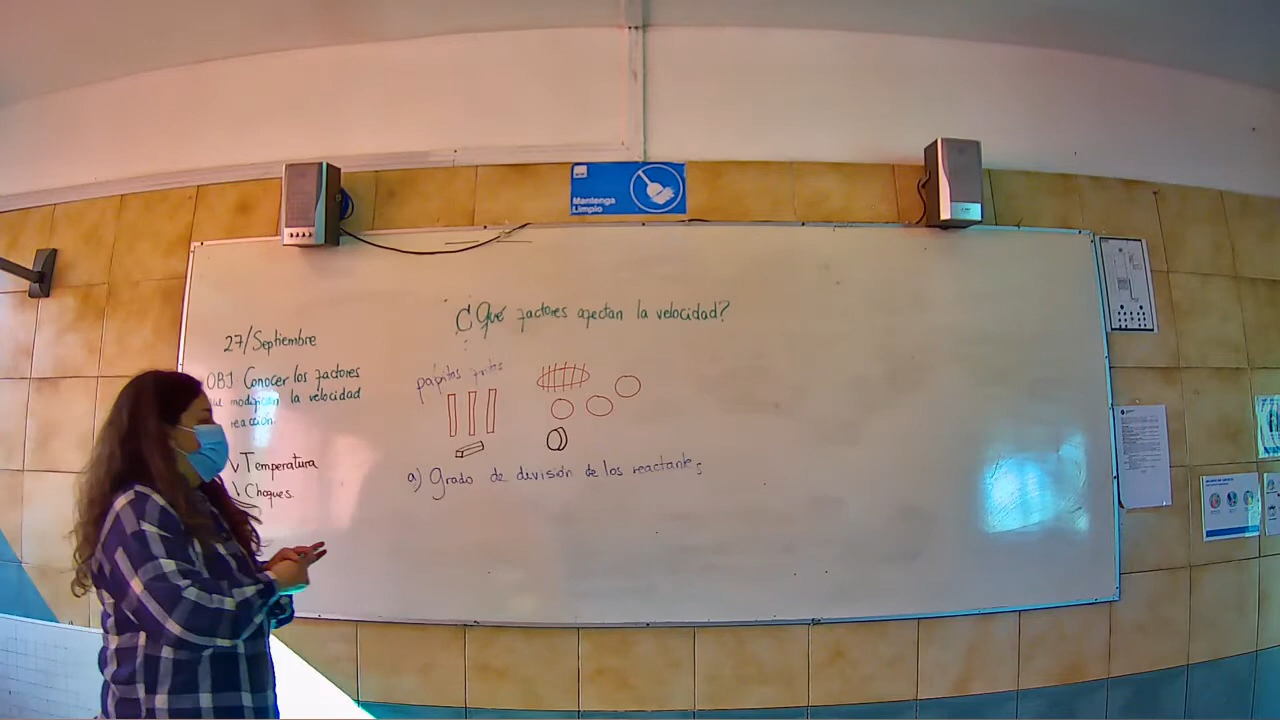 Mantenga
Limpio
¿Qué factores afectan la velocidad?
27/Septiembre
OBJ Conocer los factores
que modifican la velocidad
reacción.
Temperatura
Choques.
papitas fritas
a) Grado de división de los reactantes